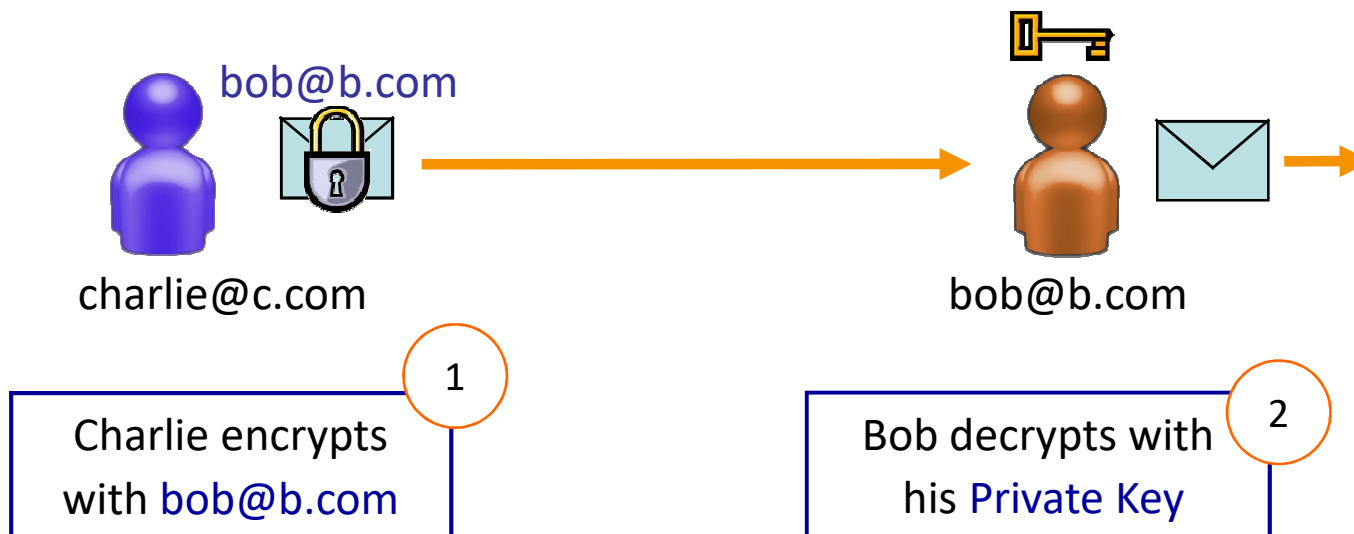 bob@b.com
charlie@c.com
bob@b.com
1
Charlie encrypts
with bob@b.com
2
Bob decrypts with
his Private Key